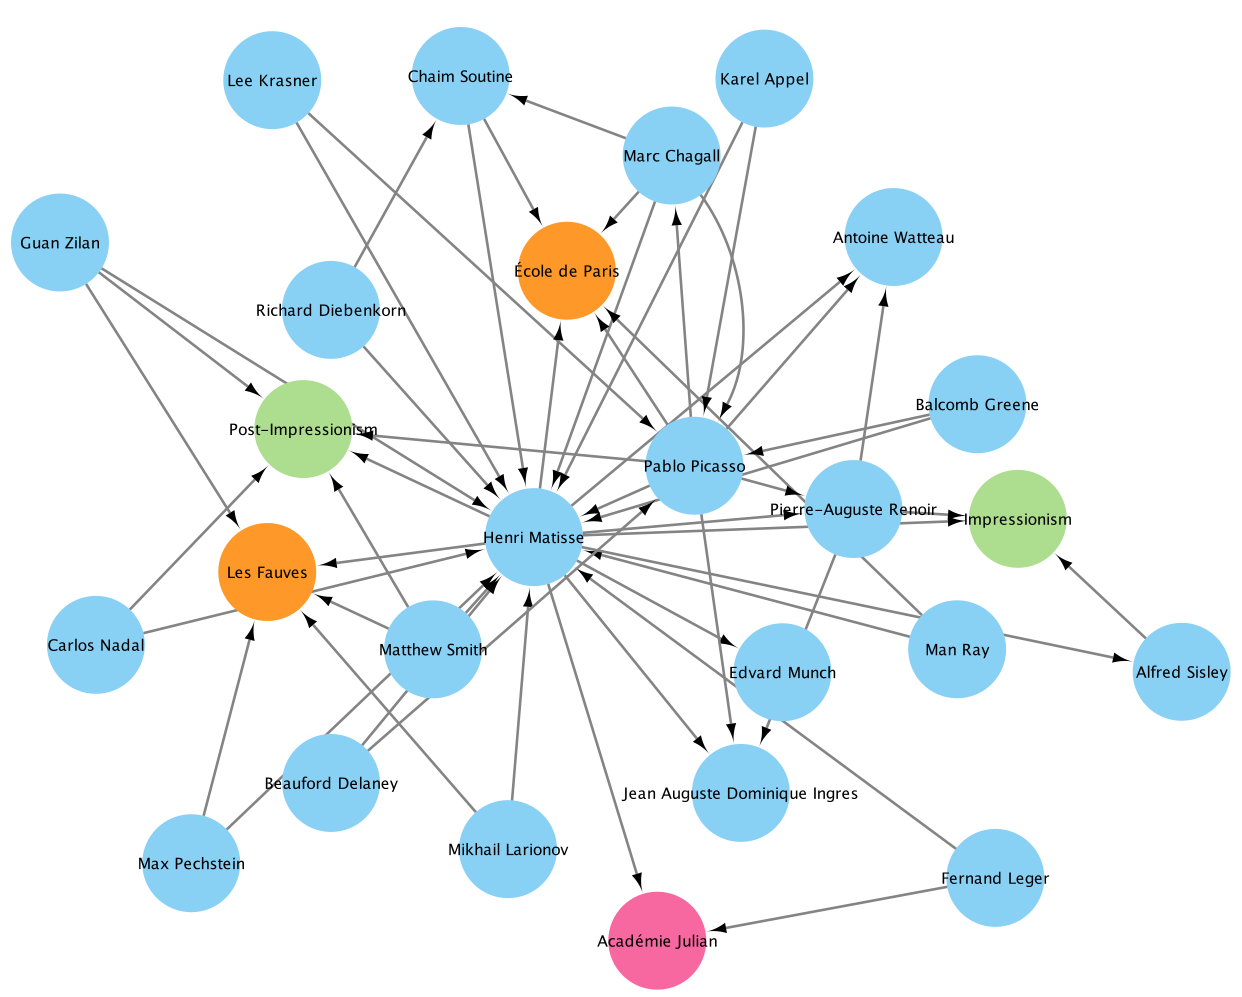 Lee Krasner
Chaim Soutine
Karel Appel
Marc Chagall
Guan Zilan
Antoine Watteau
École de Paris
Richard Diebenkorn
Balcomb Greene
Post-Impressionism
Pablo Picasso
Pierre-Auguste Renoir
Impressionism
Henri Matisse
Les Fauves
Carlos Nadal
Matthew Smith
Man Ray
Edvard Munch
Alfred Sisley
Beauford Delaney
Jean Auguste Dominique Ingres
Mikhail Larionov
Max Pechstein
Fernand Leger
Académie Julian